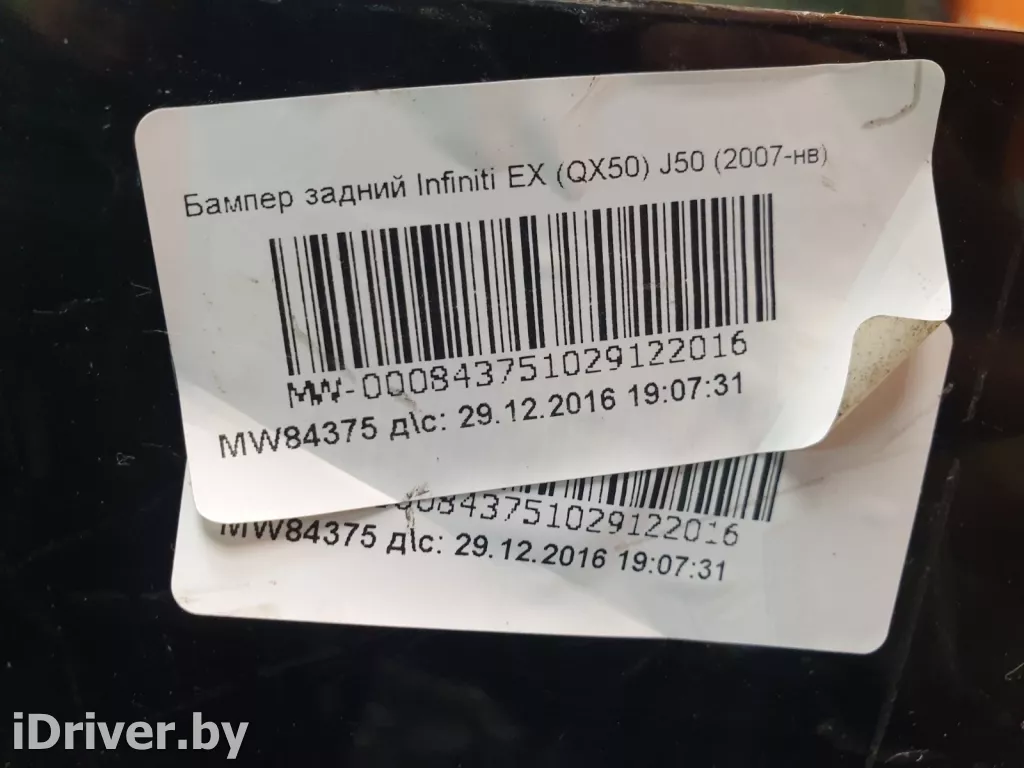 Бампер задний Infiniti EX (QX50) J50 (2007-нв)
MW-000843751029122016
MW84375 д\с: 29.12.2016 19:07:31
000843751029122016
MW84375 д\с: 29.12.2016 19:07:31
iDriver.by